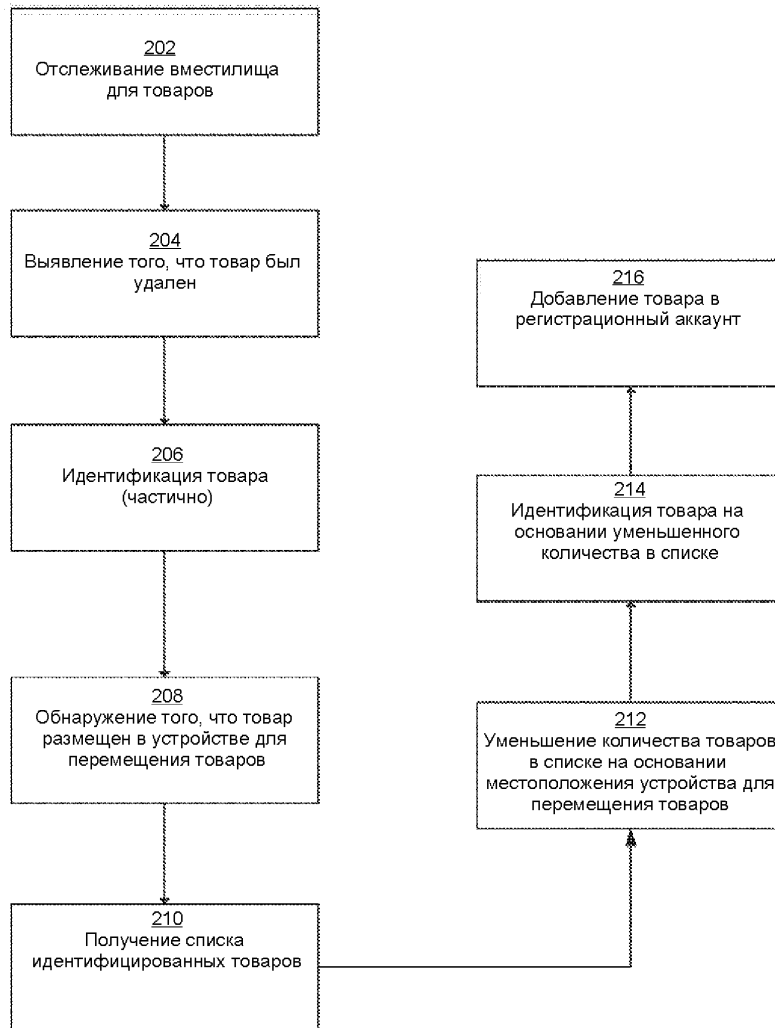 202
Отслеживание вместилища
для товаров
204
Выявление того, что товар был
удален
206
Идентификация товара
(частично)
208
Обнаружение того, что товар
размещен в устройстве для
перемещения товаров
210
Получение списка
идентифицированных товаров
212
Уменьшение количества товаров
в списке на основании
местоположения устройства для
перемещения товаров
214
Идентификация товара на
основании уменьшенного
количества в списке
216
Добавление товара в
регистрационный аккаунт